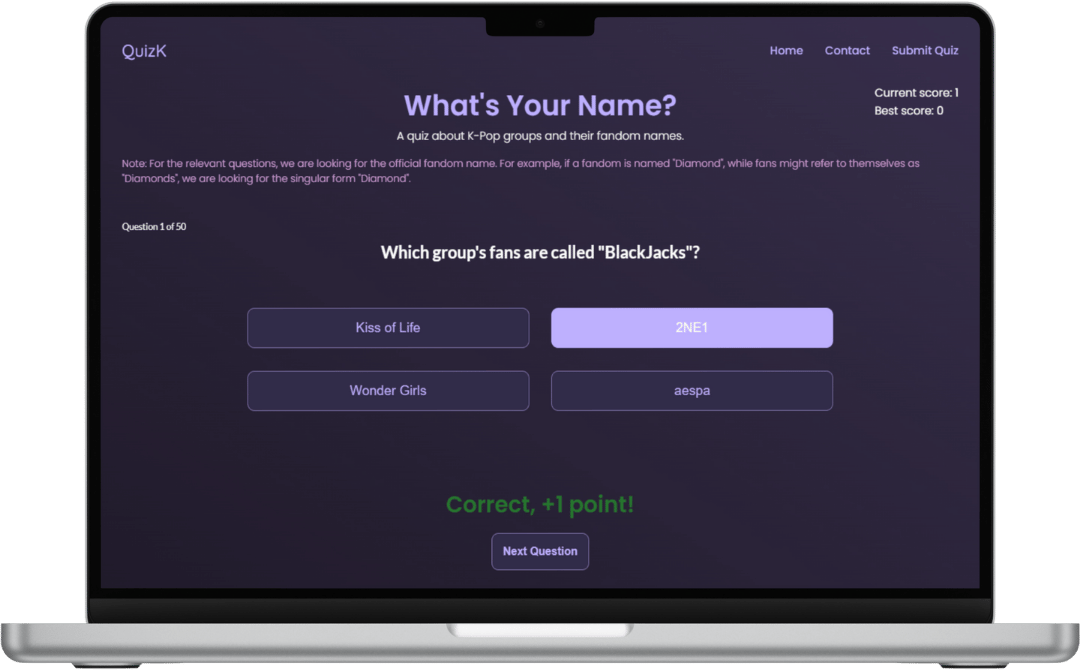 QuizK
Home Contact Submit Quiz
Current score: 1
Best score: 0
What's Your Name?
A quiz about K-Pop groups and their fandom names.
Note: For the relevant questions, we are looking for the official fandom name. For example, if a fandom is named "Diamond", while fans might refer to themselves as
"Diamonds", we are looking for the singular form "Diamond".
Question 1 of 50
Which group's fans are called "BlackJacks"?
Kiss of Life
2NE1
Wonder Girls
aespa
Correct, +1 point!
Next Question